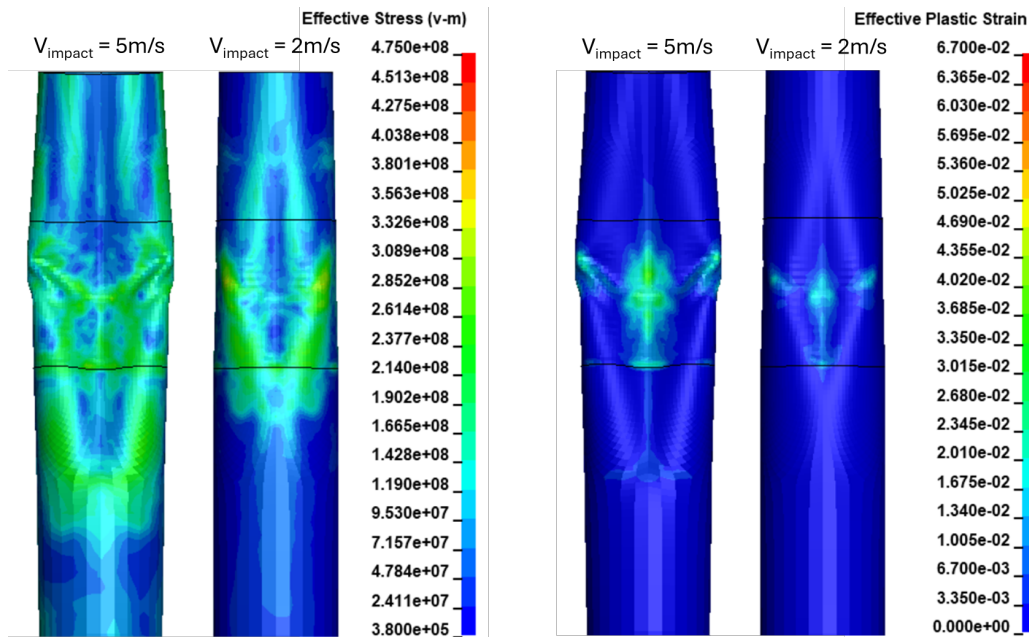 Effective Stress (v-m)
Vimpact = 5m/s
Vimpact = 2m/s
4.750e+08
4.513e+08
4.275e+08
4.038e+08
3.801e+08
3.563e+08
3.326e+08
3.089e+08
2.852e+08
2.614e+08
2.377e+08
2.140e+08
1.902e+08
1.665e+08
1.428e+08
1.190e+08
9.530e+07
7.157e+07
4.784e+07
2.411e+07
3.800e+05
Effective Plastic Strain
Vimpact = 5m/s
Vimpact = 2m/s
6.700e-02
6.365e-02
6.030e-02
5.695e-02
5.360e-02
5.025e-02
4.690e-02
4.355e-02
4.020e-02
3.685e-02
3.350e-02
3.015e-02
2.680e-02
2.345e-02
2.010e-02
1.675e-02
1.340e-02
1.005e-02
6.700e-03
3.350e-03
0.000e+00